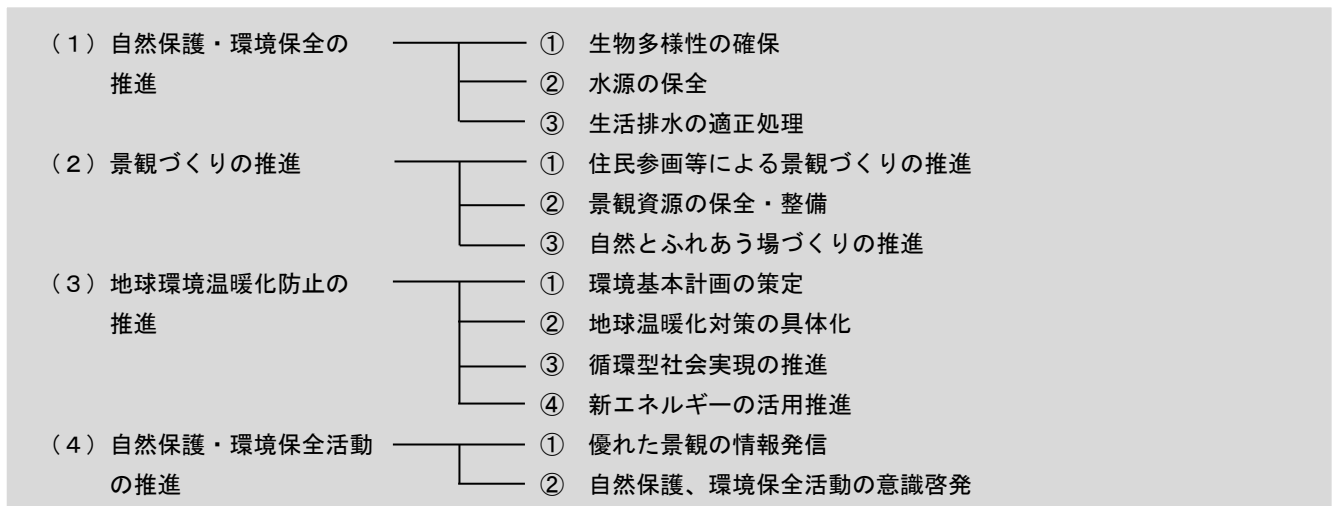 (1)自然保護・環境保全の ① 生物多様性の確保
推進 ② 水源の保全
③ 生活排水の適正処理
(2)景観づくりの推進 ① 住民参画等による景観づくりの推進
② 景観資源の保全・整備
③ 自然とふれあう場づくりの推進
(3)地球環境温暖化防止の ① 環境基本計画の策定
推進 ② 地球温暖化対策の具体化
③ 循環型社会実現の推進
④ 新エネルギーの活用推進
(4)自然保護・環境保全活動 ① 優れた景観の情報発信
の推進 ② 自然保護、環境保全活動の意識啓発